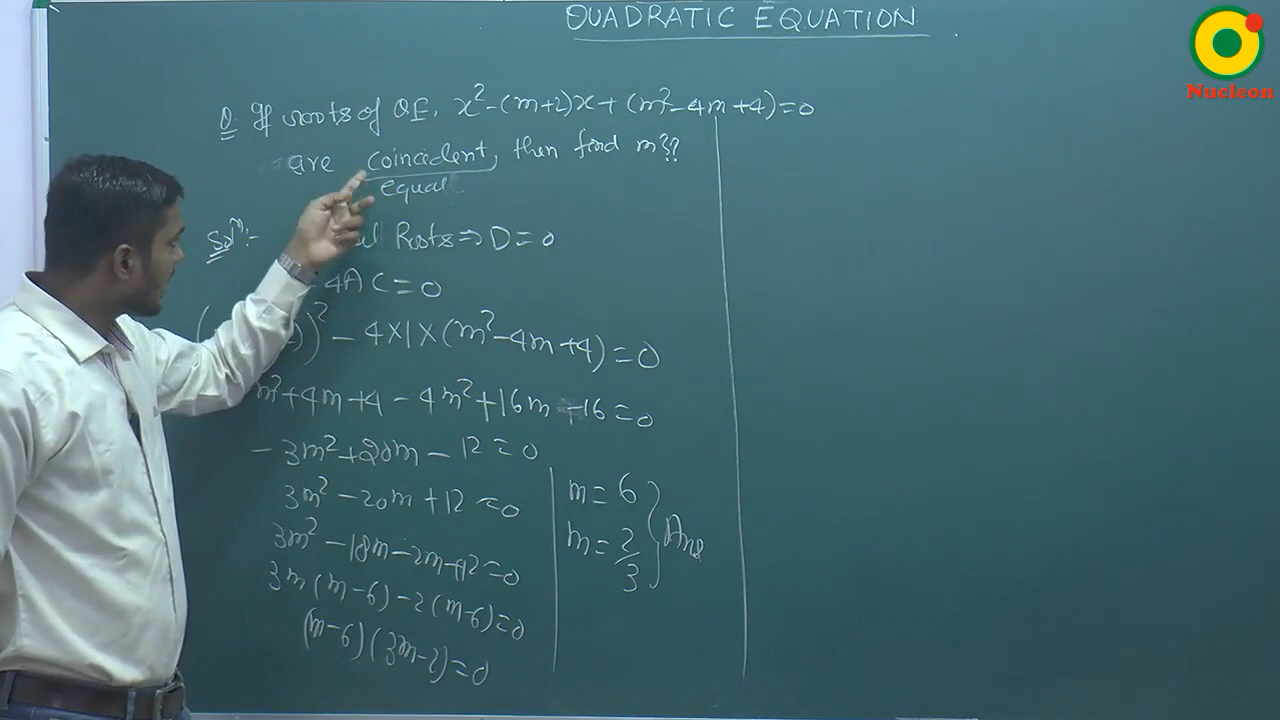 QUADRATIC EQUATION
Nucleon
Q If roots of QE, x² - (m+2)x + (m² - 4m + 4) = 0
are coincident, then find m??
equal
Solⁿ:- Roots ⇒ D = 0
4AC = 0
)² - 4×1×(m² - 4m + 4) = 0
m² + 4m + 4 - 4m² + 16m - 16 = 0
- 3m² + 20m - 12 = 0
3m² - 20m + 12 = 0
3m² - 18m - 2m + 12 = 0
3m(m-6) - 2(m-6) = 0
(m-6)(3m-2) = 0
m = 6
m = 2/3 } Ans